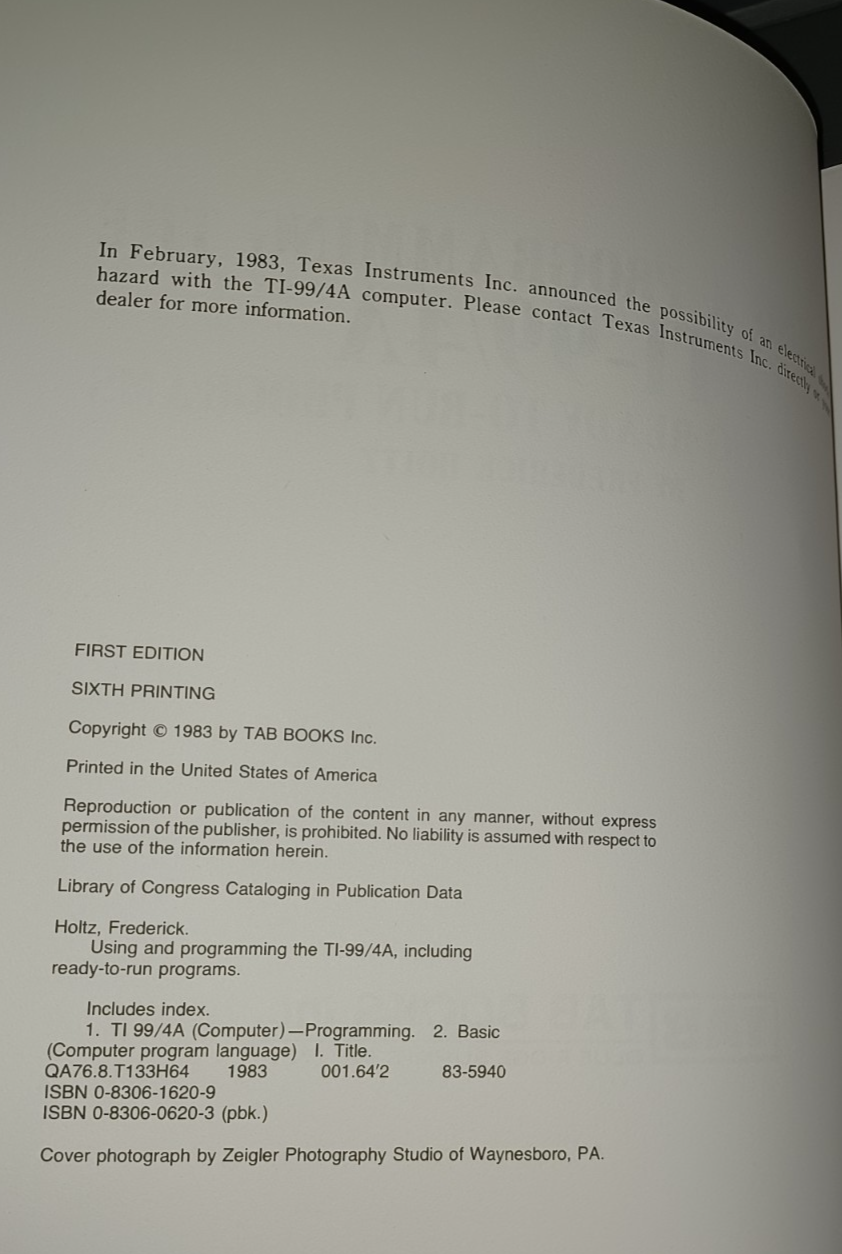 In February, 1983, Texas Instruments Inc. announced the possibility of an electrical
hazard with the TI-99/4A computer. Please contact Texas Instruments Inc. directly or
dealer for more information.
FIRST EDITION
SIXTH PRINTING
Copyright © 1983 by TAB BOOKS Inc.
Printed in the United States of America
Reproduction or publication of the content in any manner, without express
permission of the publisher, is prohibited. No liability is assumed with respect to
the use of the information herein.
Library of Congress Cataloging in Publication Data
Holtz, Frederick.
Using and programming the TI-99/4A, including
ready-to-run programs.
Includes index.
1. TI 99/4A (Computer)—Programming. 2. Basic
(Computer program language) I. Title.
QA76.8.T133H64 1983 001.64'2 83-5940
ISBN 0-8306-1620-9
ISBN 0-8306-0620-3 (pbk.)
Cover photograph by Zeigler Photography Studio of Waynesboro, PA.